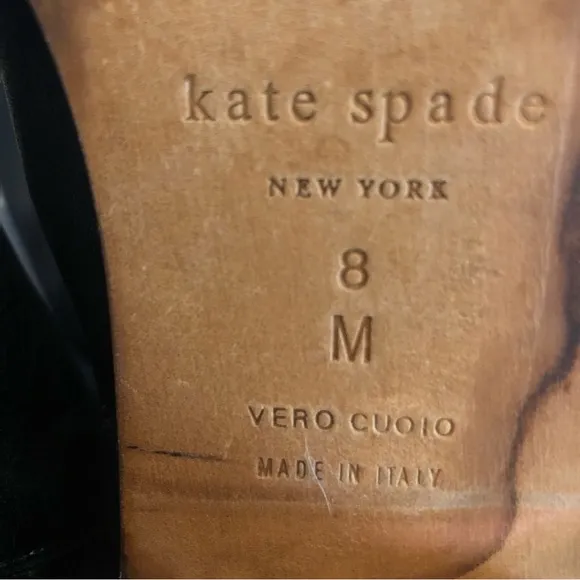 kate spade
NEW YORK
8
M
VERO CUOIO
MADE IN ITALY